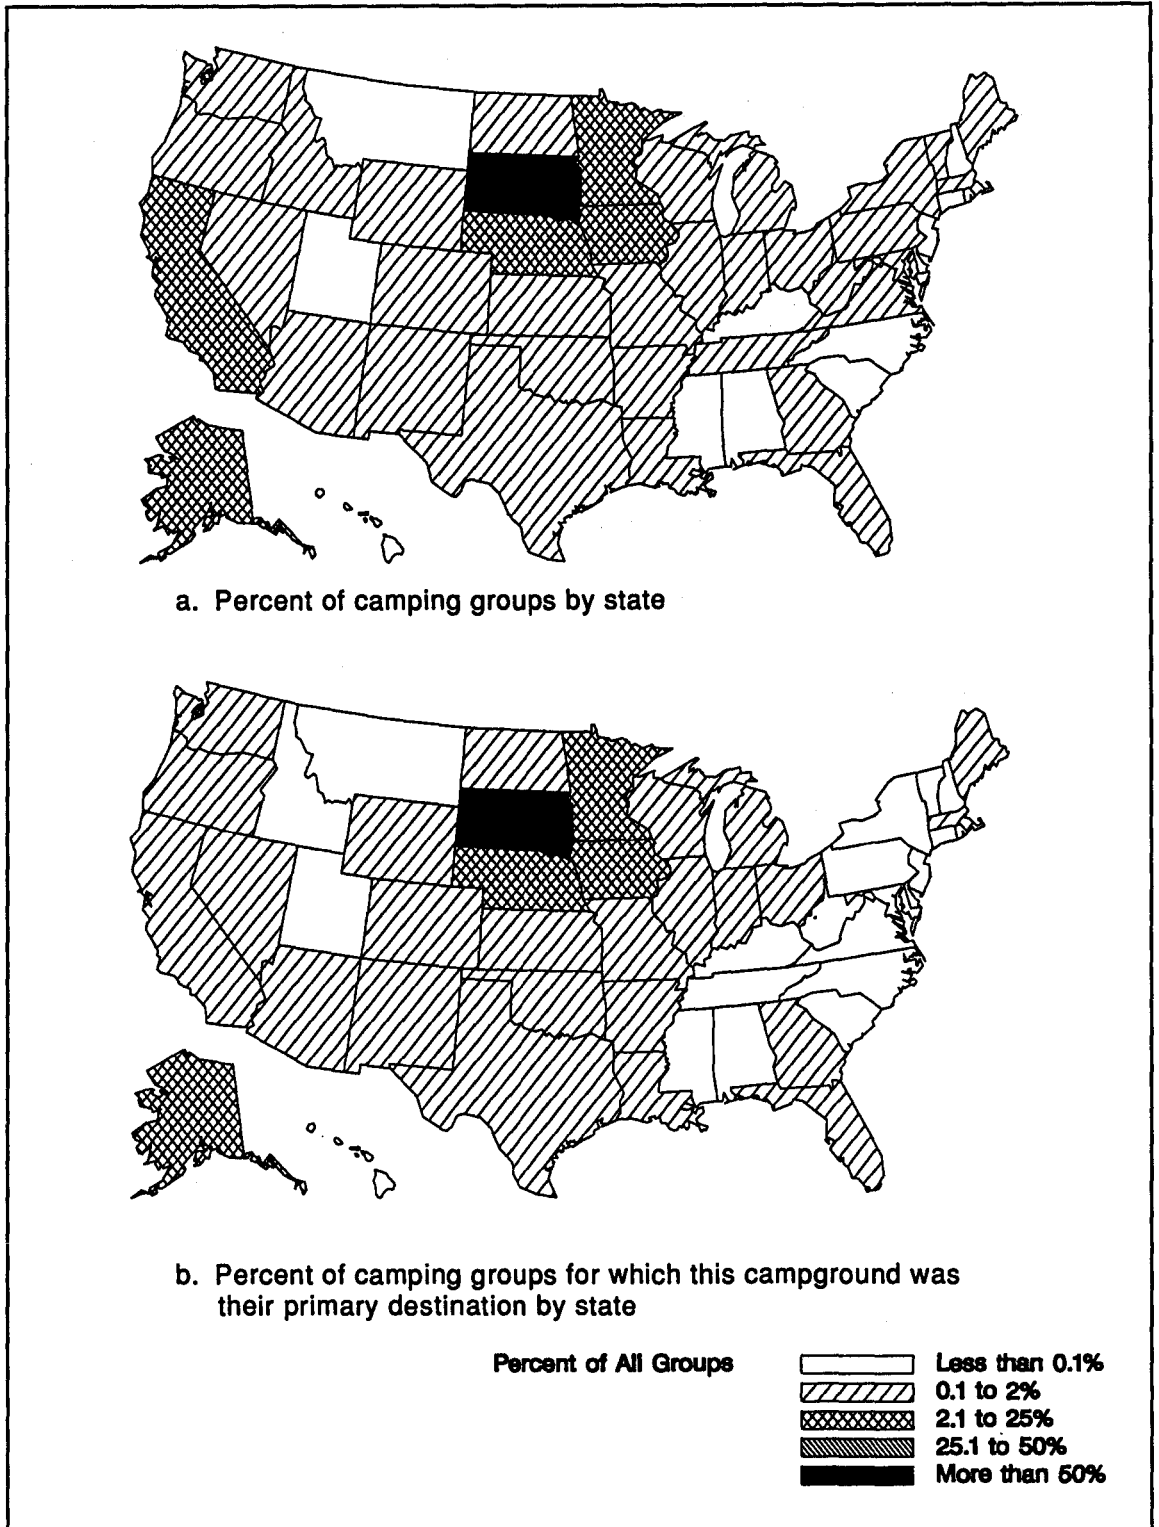 a. Percent of camping groups by state
b. Percent of camping groups for which this campground was
their primary destination by state
Percent of All Groups
Less than 0.1%
0.1 to 2%
2.1 to 25%
25.1 to 50%
More than 50%